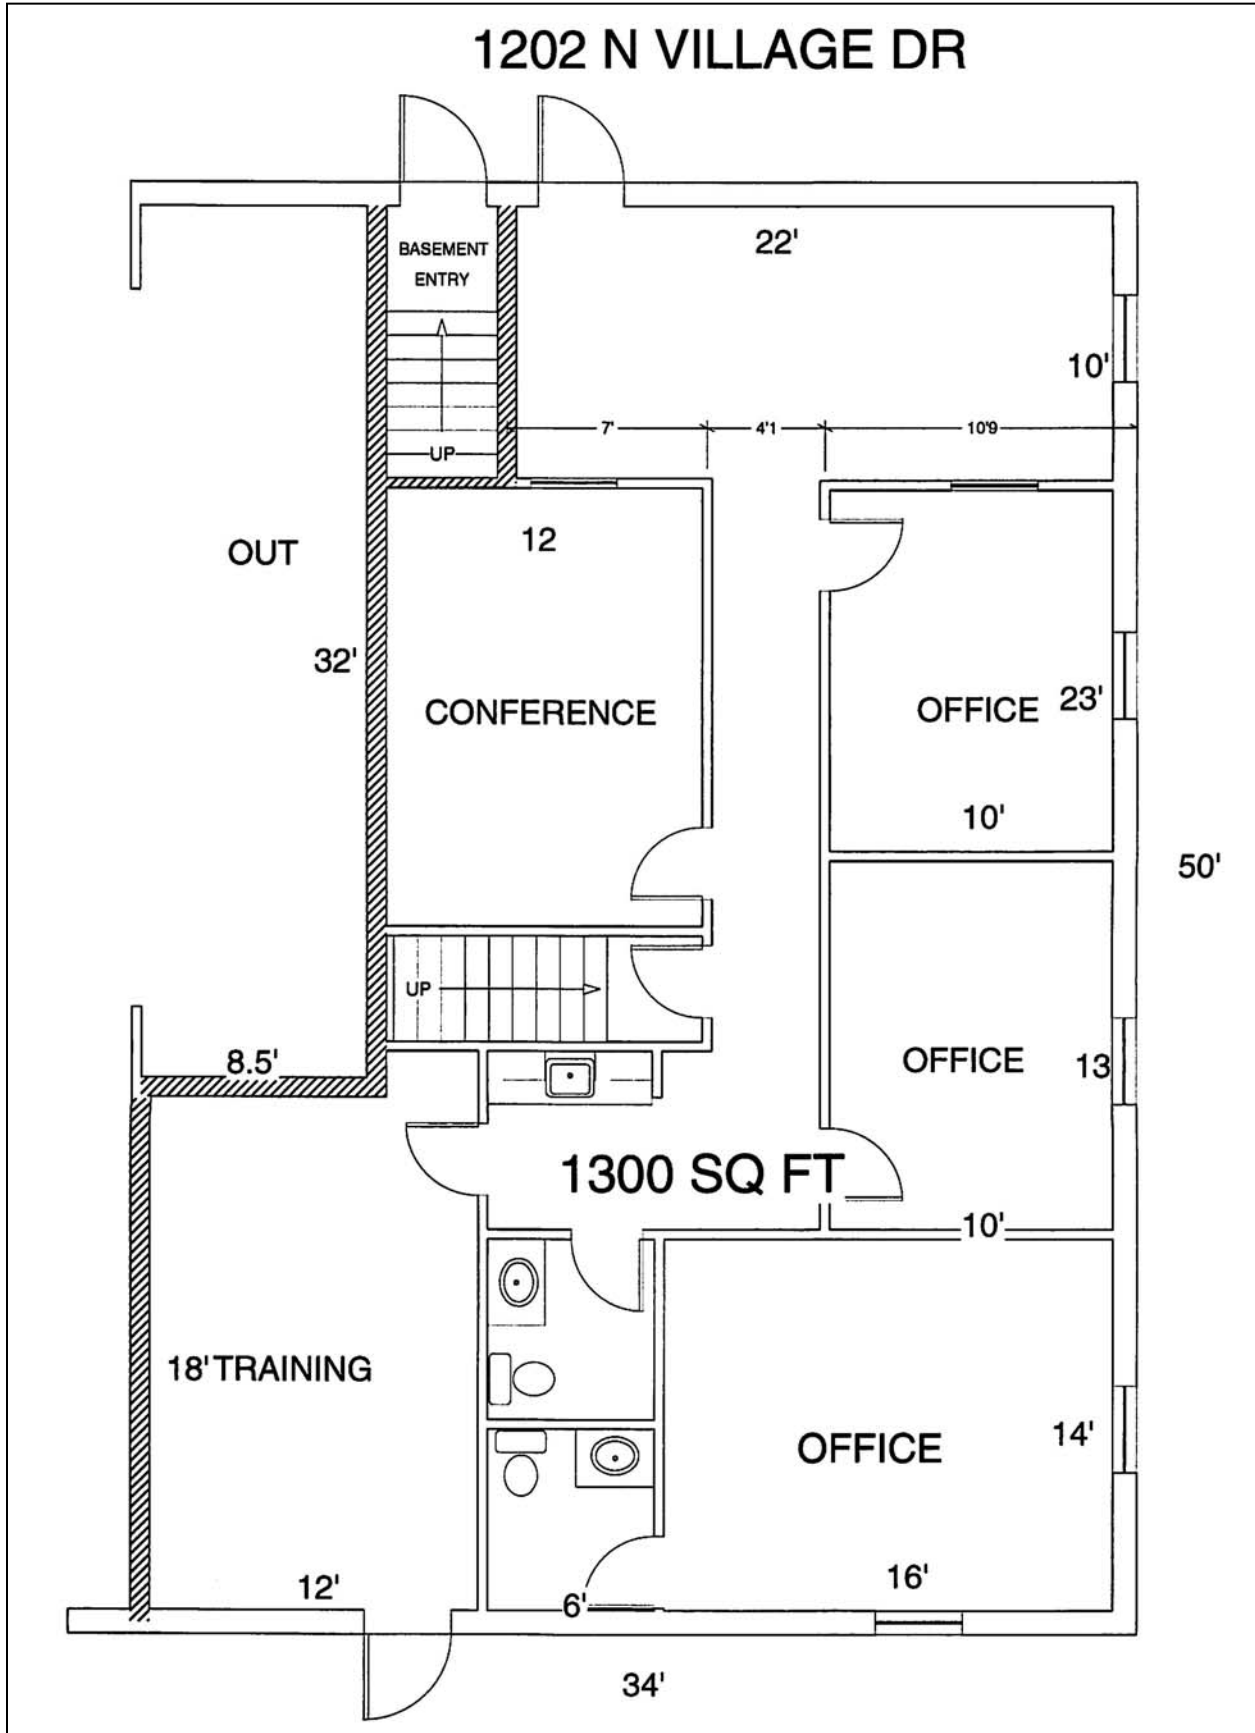 1202 N VILLAGE DR
22'
BASEMENT
ENTRY
10'
7'
4'1
10'9
UP
12
OUT
32'
CONFERENCE
OFFICE
23'
10'
50'
UP
8.5'
OFFICE
13
1300 SQ FT
10'
18' TRAINING
OFFICE
14'
12'
6'
16'
34'